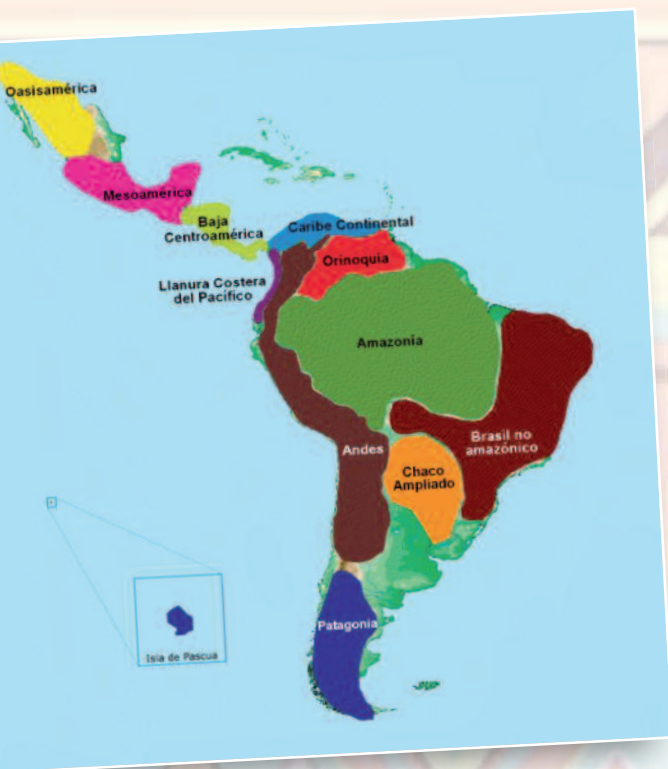 Oasisamérica
Mesoamérica
Baja
Centroamérica
Caribe Continental
Orinoquia
Llanura Costera
del Pacífico
Amazonía
Brasil no
amazónico
Andes
Chaco
Ampliado
Patagonia
Isla de Pascua